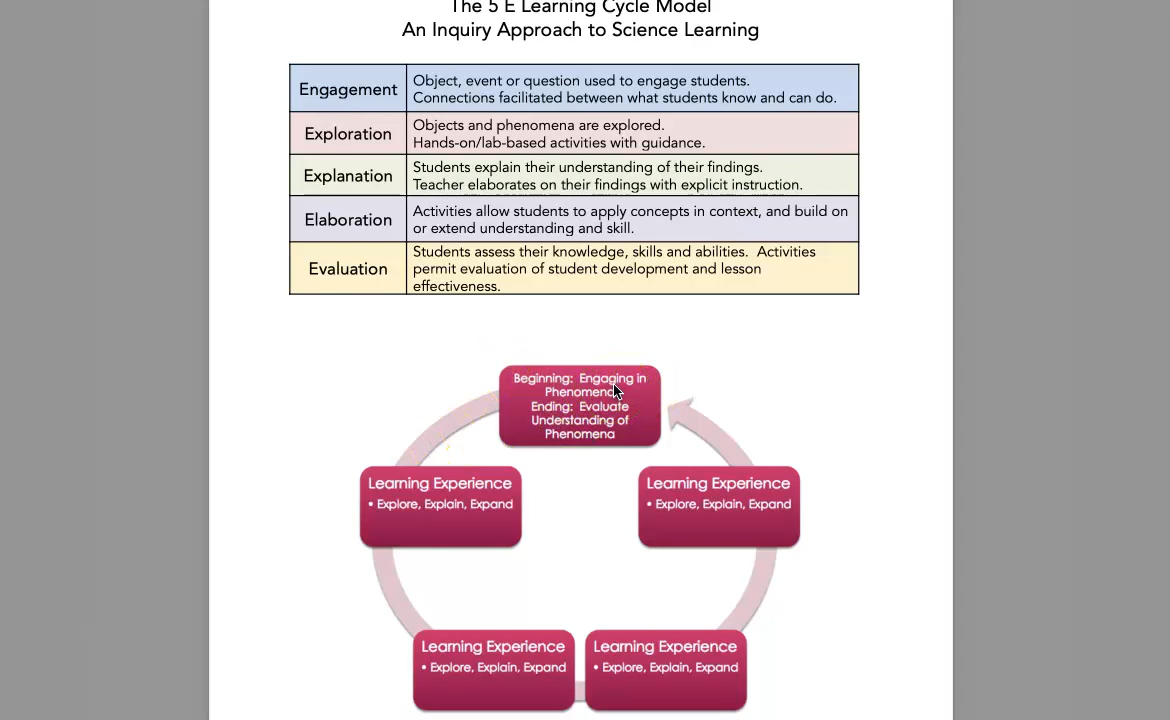 The 5 E Learning Cycle Model
An Inquiry Approach to Science Learning
Engagement
Object, event or question used to engage students.
Connections facilitated between what students know and can do.
Exploration
Objects and phenomena are explored.
Hands-on/lab-based activities with guidance.
Explanation
Students explain their understanding of their findings.
Teacher elaborates on their findings with explicit instruction.
Elaboration
Activities allow students to apply concepts in context, and build on
or extend understanding and skill.
Evaluation
Students assess their knowledge, skills and abilities.  Activities
permit evaluation of student development and lesson
effectiveness.
Beginning:  Engaging in
Phenomena
Ending:  Evaluate
Understanding of
Phenomena
Learning Experience
• Explore, Explain, Expand
Learning Experience
• Explore, Explain, Expand
Learning Experience
• Explore, Explain, Expand
Learning Experience
• Explore, Explain, Expand